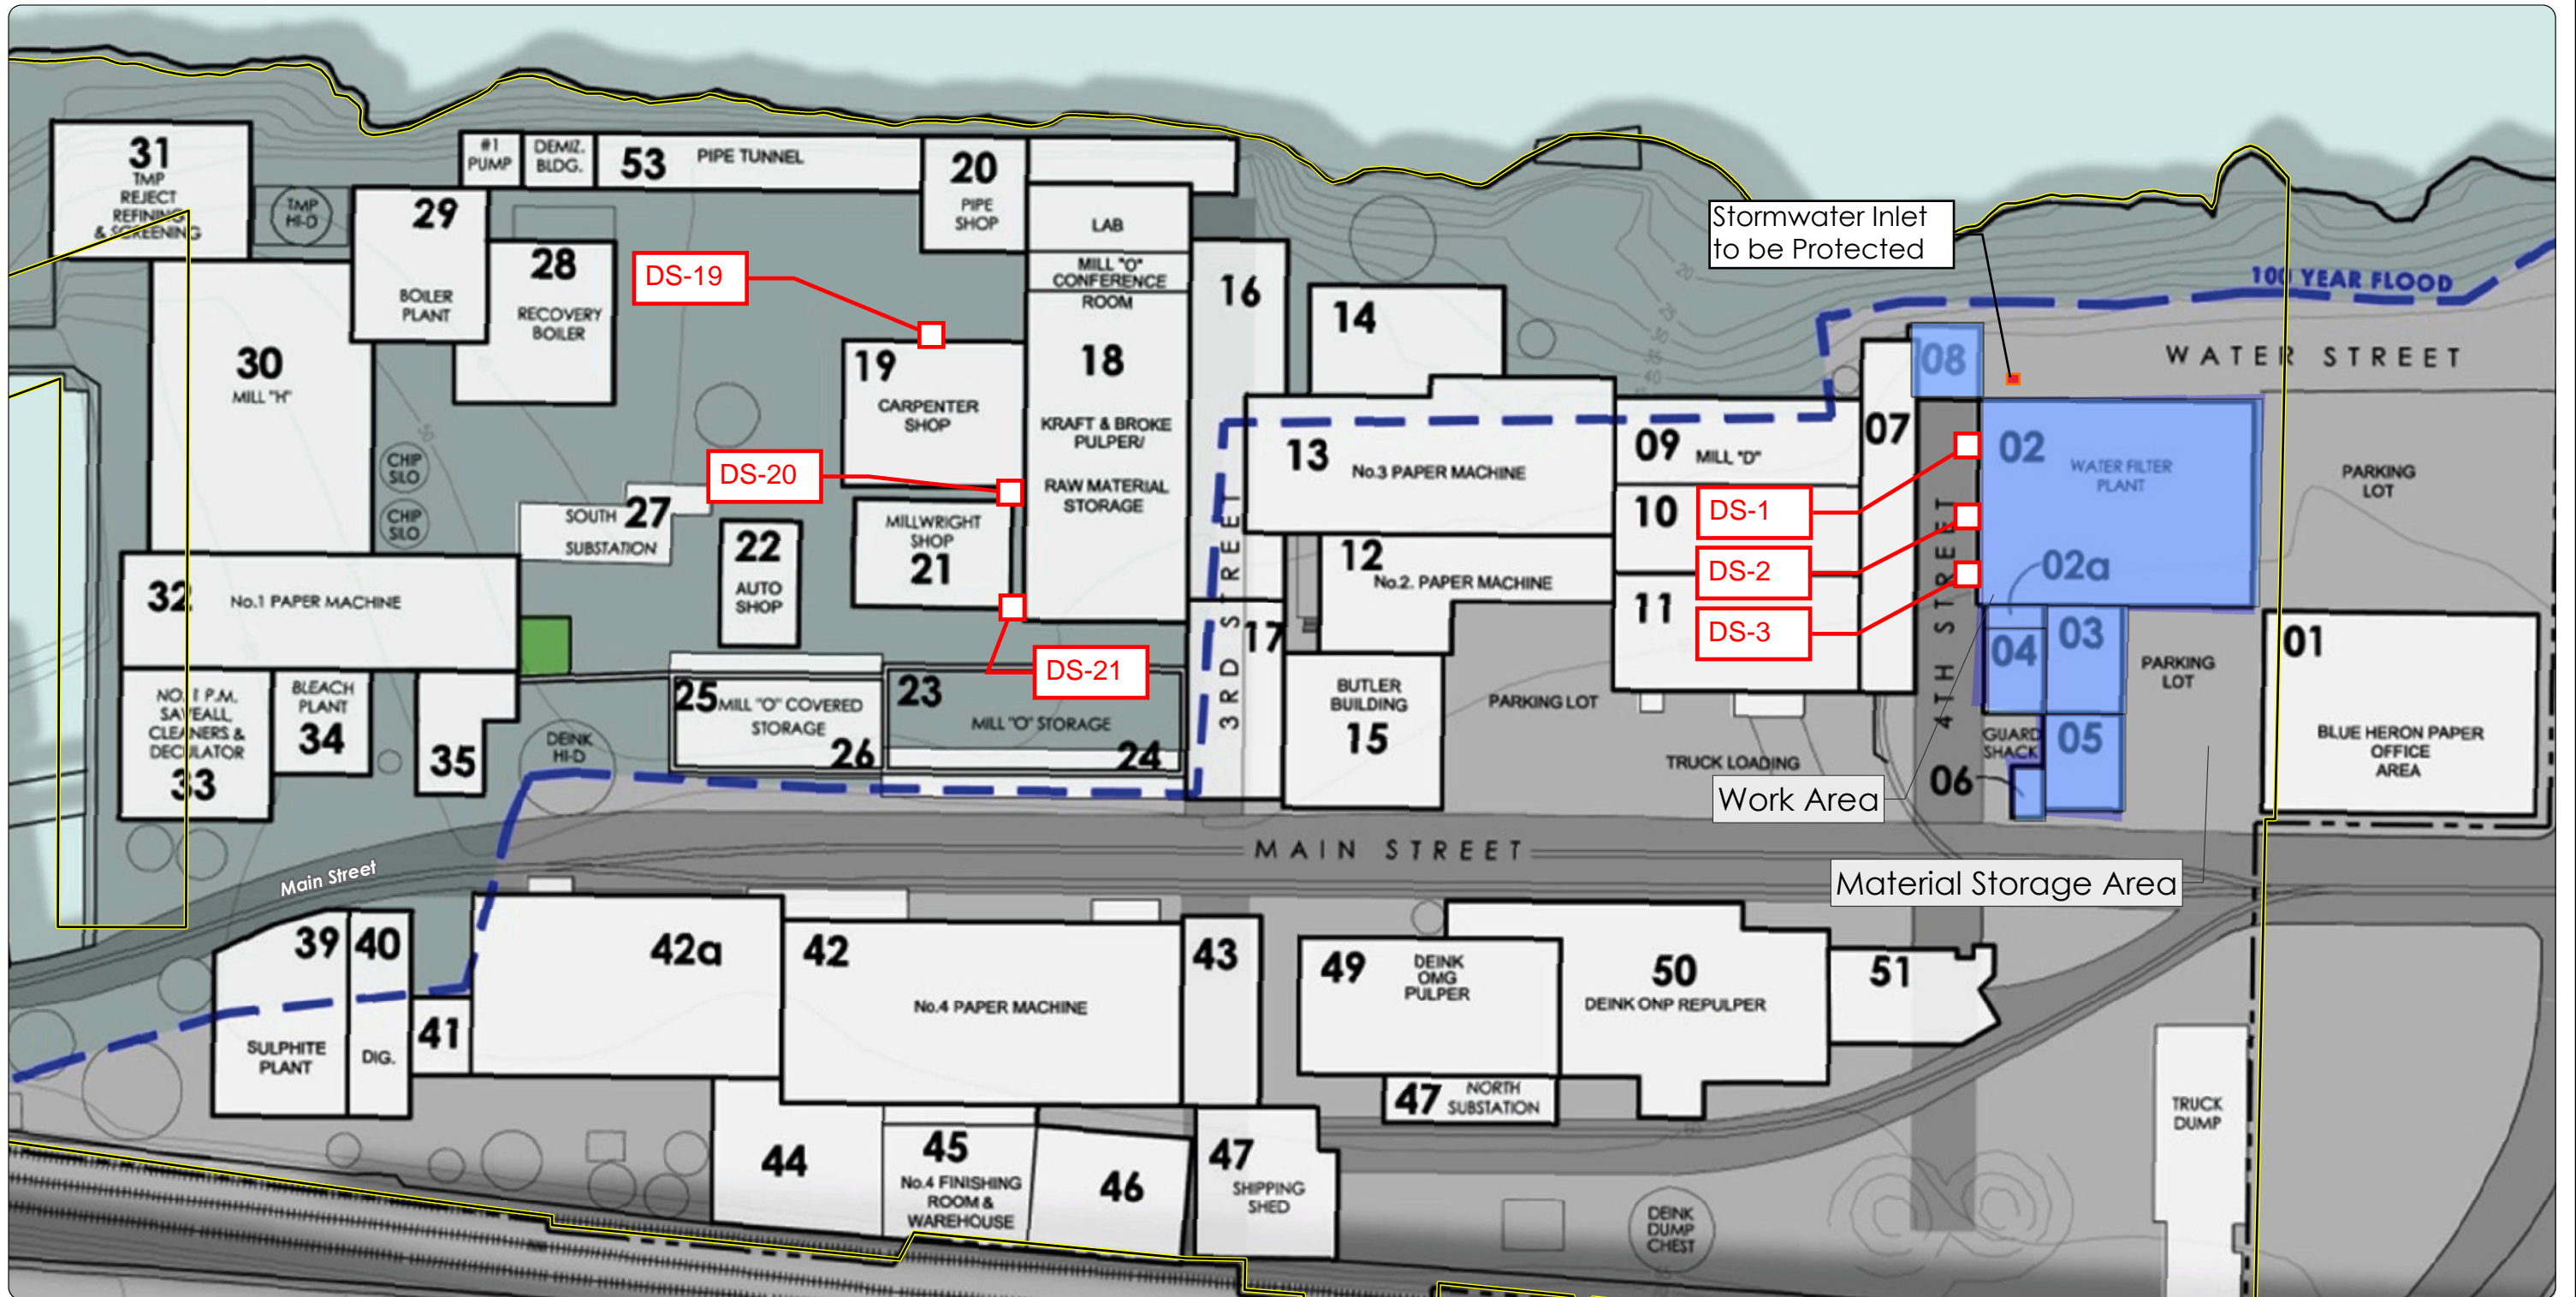 31
TMP
REJECT
REFINING
& SCREENING
TMP
HI-D
#1
PUMP
DEMIZ.
BLDG.
53 PIPE TUNNEL
20
PIPE
SHOP
LAB
MILL "O"
CONFERENCE
ROOM
18
KRAFT & BROKE
PULPER/
RAW MATERIAL
STORAGE
29
BOILER
PLANT
28
RECOVERY
BOILER
30
MILL "H"
CHIP
SILO
CHIP
SILO
DS-19
19
CARPENTER
SHOP
DS-20
MILLWRIGHT
SHOP
21
DS-21
SOUTH 27
SUBSTATION
22
AUTO
SHOP
32 No.1 PAPER MACHINE
NO. 1 P.M.
SAVEALL,
CLEANERS &
DECULATOR
33
BLEACH
PLANT
34
35
DEINK
HI-D
25 MILL "O" COVERED
STORAGE
26
23
MILL "O" STORAGE
24
16
17
3RD STREET
14
13 No.3 PAPER MACHINE
12
No.2. PAPER MACHINE
BUTLER
BUILDING
15
PARKING LOT
09 MILL "D"
10
11
07
08
TRUCK LOADING
Stormwater Inlet
to be Protected
100 YEAR FLOOD
WATER STREET
20
25
30
35
40
50
DS-1
DS-2
DS-3
4TH STREET
02
WATER FILTER
PLANT
02a
03
04
05
GUARD
SHACK
06
PARKING
LOT
PARKING
LOT
01
BLUE HERON PAPER
OFFICE
AREA
Work Area
Material Storage Area
MAIN STREET
Main Street
39
SULPHITE
PLANT
40
DIG.
41
42a
42
No.4 PAPER MACHINE
43
44
45
No.4 FINISHING
ROOM &
WAREHOUSE
46
47
SHIPPING
SHED
49
DEINK
OMG
PULPER
50
DEINK ONP REPULPER
51
47 NORTH
SUBSTATION
DEINK
DUMP
CHEST
TRUCK
DUMP